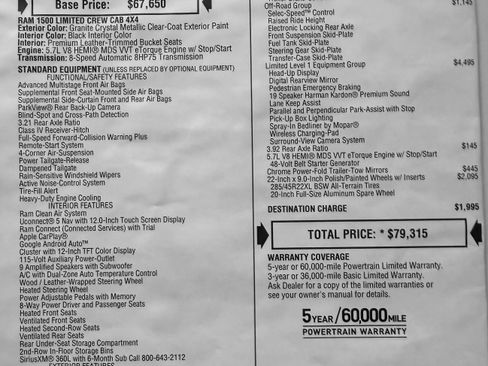 Base Price: $67,650
RAM 1500 LIMITED CREW CAB 4X4
Exterior Color: Granite Crystal Metallic Clear-Coat Exterior Paint
Interior Color: Black Interior Color
Interior: Premium Leather-Trimmed Bucket Seats
Engine: 5.7L V8 HEMI® MDS VVT eTorque Engine w/ Stop/Start
Transmission: 8-Speed Automatic 8HP75 Transmission
STANDARD EQUIPMENT (UNLESS REPLACED BY OPTIONAL EQUIPMENT)
FUNCTIONAL/SAFETY FEATURES
Advanced Multistage Front Air Bags
Supplemental Front Seat-Mounted Side Air Bags
Supplemental Side-Curtain Front and Rear Air Bags
ParkView® Rear Back-Up Camera
Blind-Spot and Cross-Path Detection
3.21 Rear Axle Ratio
Class IV Receiver-Hitch
Full-Speed Forward-Collision Warning Plus
Remote-Start System
4-Corner Air-Suspension
Power Tailgate-Release
Dampened Tailgate
Rain-Sensitive Windshield Wipers
Active Noise-Control System
Tire-Fill Alert
Heavy-Duty Engine Cooling
INTERIOR FEATURES
Ram Clean Air System
Uconnect® 5 Nav with 12.0-Inch Touch Screen Display
Ram Connect (Connected Services) with Trial
Apple CarPlay®
Google Android Auto™
Cluster with 12-Inch TFT Color Display
115-Volt Auxiliary Power-Outlet
9 Amplified Speakers with Subwoofer
A/C with Dual-Zone Auto Temperature Control
Wood / Leather-Wrapped Steering Wheel
Heated Steering Wheel
Power Adjustable Pedals with Memory
8-Way Power Driver and Passenger Seats
Heated Front Seats
Ventilated Front Seats
Heated Second-Row Seats
Ventilated Rear Seats
Rear Under-Seat Storage Compartment
2nd-Row In-Floor Storage Bins
SiriusXM® 360L with 6-Month Sub Call 800-643-2112
EXTERIOR FEATURES
Off-Road Group $1,145
Selec-Speed™ Control
Raised Ride Height
Electronic Locking Rear Axle
Front Suspension Skid-Plate
Fuel Tank Skid-Plate
Steering Gear Skid-Plate
Transfer-Case Skid-Plate
Limited Level 1 Equipment Group $4,495
Head-Up Display
Digital Rearview Mirror
Pedestrian Emergency Braking
19 Speaker Harman Kardon® Premium Sound
Lane Keep Assist
Parallel and Perpendicular Park-Assist with Stop
Pick-Up Box Lighting
Spray-In Bedliner by Mopar®
Wireless Charging-Pad
Surround-View Camera System
3.92 Rear Axle Ratio $145
5.7L V8 HEMI® MDS VVT eTorque Engine w/ Stop/Start
48-Volt Belt Starter Generator
Chrome Power-Fold Trailer-Tow Mirrors $445
22-Inch x 9.0-Inch Polish/Painted Wheels w/ Inserts $2,095
285/45R22XL BSW All-Terrain Tires
20-Inch Full-Size Aluminum Spare Wheel
DESTINATION CHARGE $1,995
TOTAL PRICE: * $79,315
WARRANTY COVERAGE
5-year or 60,000-mile Powertrain Limited Warranty.
3-year or 36,000-mile Basic Limited Warranty.
Ask Dealer for a copy of the limited warranties or
see your owner's manual for details.
5YEAR/60,000MILE
POWERTRAIN WARRANTY